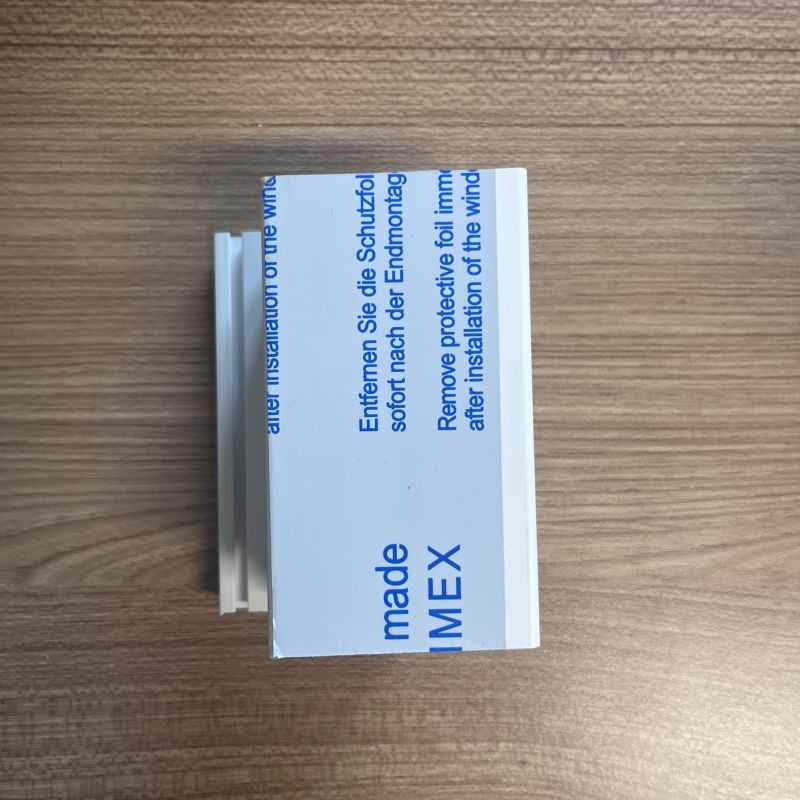 after installation of the wind
Entfernen Sie die Schutzfol
sofort nach der Endmontag
Remove protective foil imme
after installation of the wind
made
IMEX